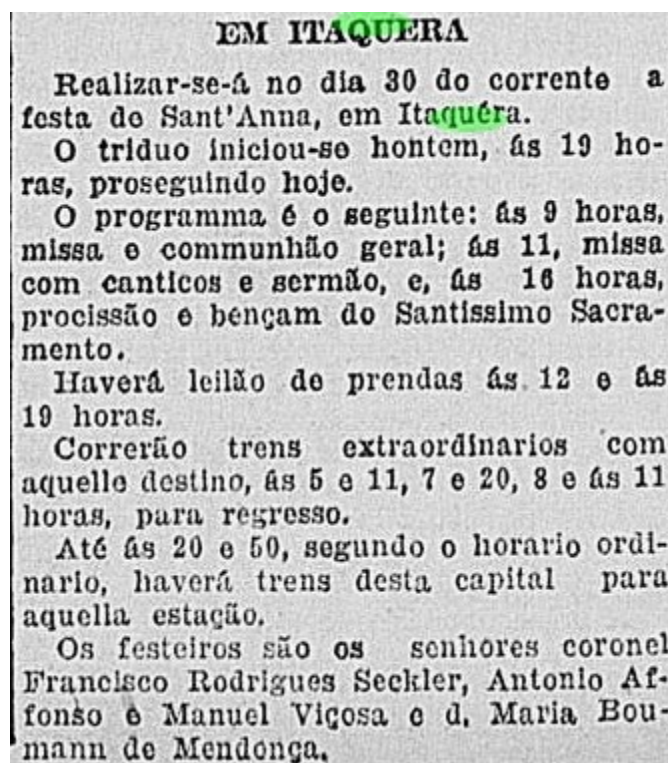 EM ITAQUERA
Realizar-se-á no dia 30 do corrente a
festa de Sant'Anna, em Itaquéra.
O triduo iniciou-se hontem, ás 19 ho-
ras, proseguindo hoje.
O programma é o seguinte: ás 9 horas,
missa e communhão geral; ás 11, missa
com canticos e sermão, e, ás 16 horas,
procissão e bençam do Santissimo Sacra-
mento.
Haverá leilão de prendas ás 12 e ás
19 horas.
Correrão trens extraordinarios com
aquelle destino, ás 5 e 11, 7 e 20, 8 e ás 11
horas, para regresso.
Até ás 20 e 50, segundo o horario ordi-
nario, haverá trens desta capital para
aquella estação.
Os festeiros são os senhores coronel
Francisco Rodrigues Seckler, Antonio Af-
fonso e Manuel Viçosa e d. Maria Bou-
mann de Mendonça.